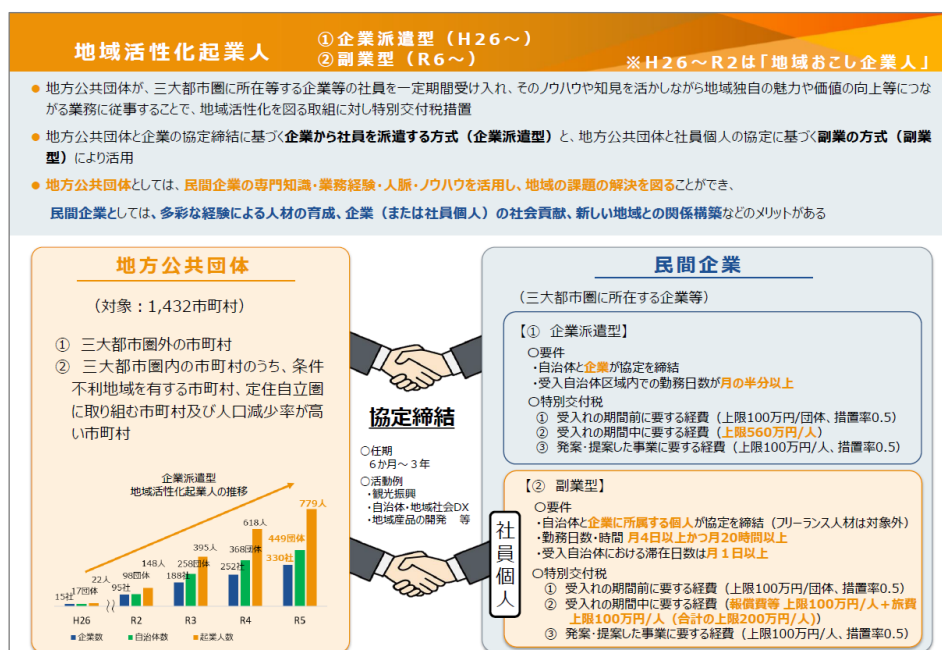 地域活性化起業人
①企業派遣型（H26～）
②副業型（R6～）
※H26～R2は「地域おこし企業人」
● 地方公共団体が、三大都市圏に所在する企業等の社員を一定期間受け入れ、そのノウハウや知見を活かしながら地域独自の魅力や価値の向上等につな
がる業務に従事することで、地域活性化を図る取組に対し特別交付税措置
● 地方公共団体と企業の協定締結に基づく企業から社員を派遣する方式（企業派遣型）と、地方公共団体と社員個人の協定に基づく副業の方式（副業
型）により活用
● 地方公共団体としては、民間企業の専門知識・業務経験・人脈・ノウハウを活用し、地域の課題の解決を図ることができ、
民間企業としては、多彩な経験による人材の育成、企業（または社員個人）の社会貢献、新しい地域との関係構築などのメリットがある
地方公共団体
（対象：1,432市町村）
① 三大都市圏外の市町村
② 三大都市圏内の市町村のうち、条件
不利地域を有する市町村、定住自立圏
に取り組む市町村及び人口減少率が高
い市町村
企業派遣型
地域活性化起業人の推移
15社 17団体 22人
95社 98団体 148人
188社 258団体 395人
252社 368団体 618人
330社 449団体 779人
H26 R2 R3 R4 R5
■企業数 ■自治体数 ■起業人数
協定締結
○任期
６か月～３年
○活動例
・観光振興
・自治体・地域社会DX
・地域産品の開発 等
民間企業
（三大都市圏に所在する企業等）
【① 企業派遣型】
○要件
・自治体と企業が協定を締結
・受入自治体区域内での勤務日数が月の半分以上
○特別交付税
① 受入れの期間前に要する経費（上限100万円/団体、措置率0.5）
② 受入れの期間中に要する経費（上限560万円/人）
③ 発案・提案した事業に要する経費（上限100万円/人、措置率0.5）
社員個人
【② 副業型】
○要件
・自治体と企業に所属する個人が協定を締結（フリーランス人材は対象外）
・勤務日数・時間 月4日以上かつ月20時間以上
・受入自治体における滞在日数は月１日以上
○特別交付税
① 受入れの期間前に要する経費（上限100万円/団体、措置率0.5）
② 受入れの期間中に要する経費（報償費等 上限100万円/人＋旅費
上限100万円/人（合計の上限200万円/人））
③ 発案・提案した事業に要する経費（上限100万円/人、措置率0.5）